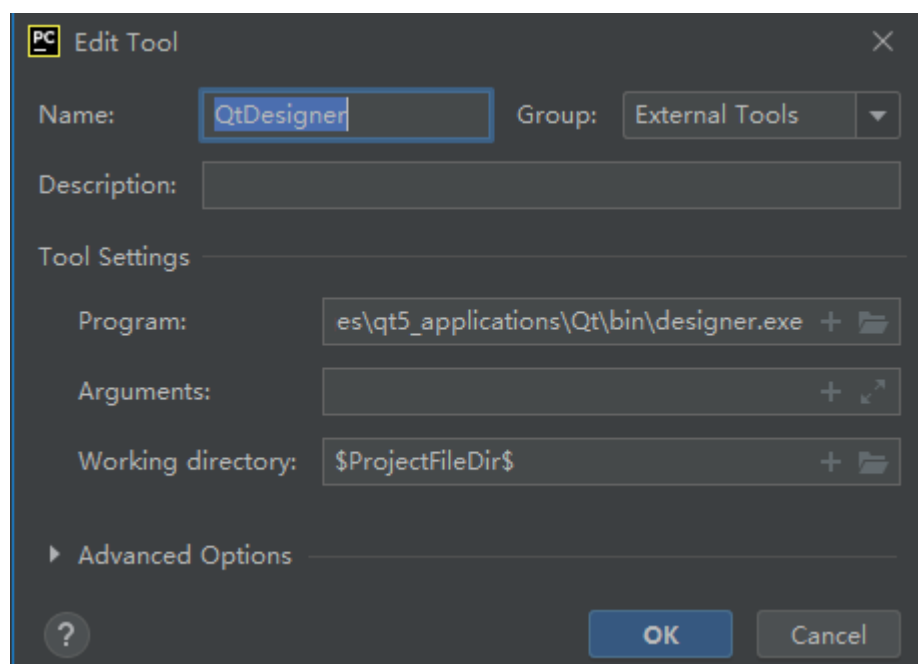 PC Edit Tool
Name: QtDesigner Group: External Tools
Description:
Tool Settings
Program: es\qt5_applications\Qt\bin\designer.exe
Arguments:
Working directory: $ProjectFileDir$
Advanced Options
? OK Cancel